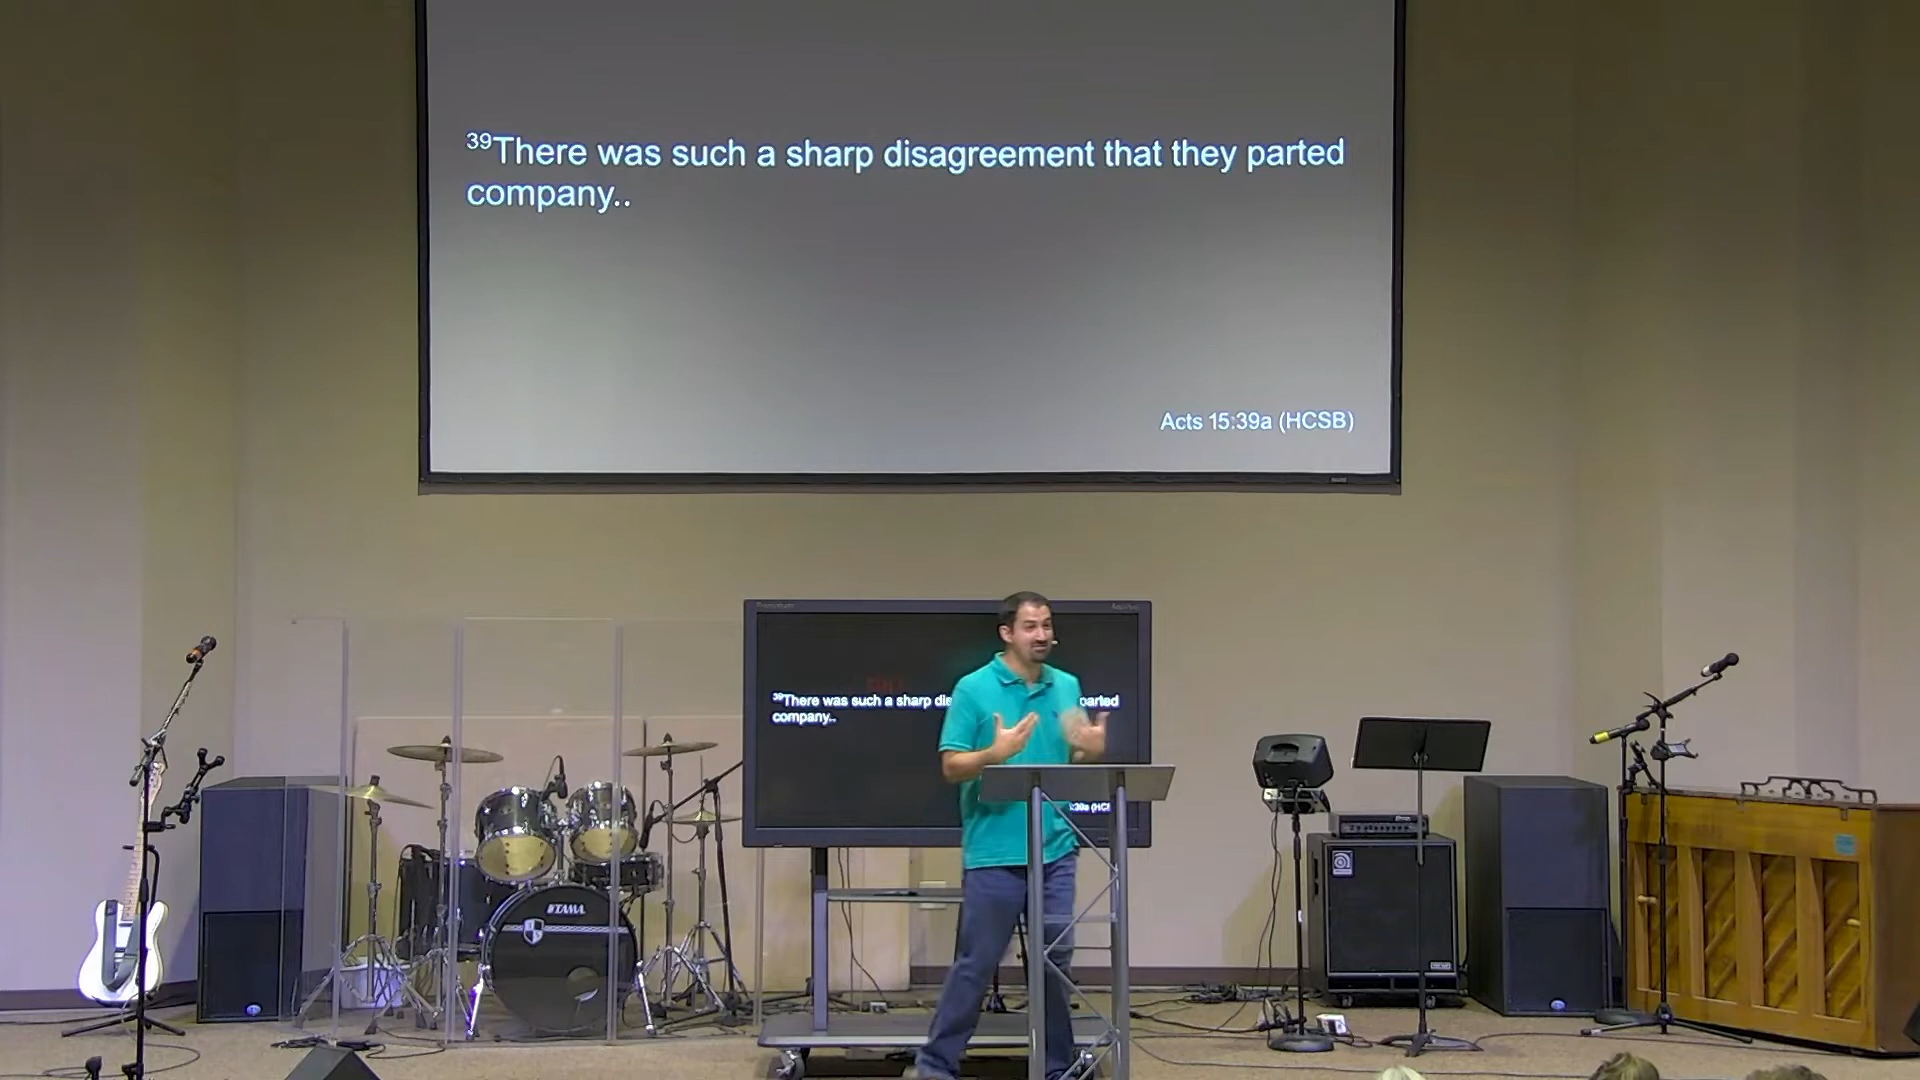 ³⁹There was such a sharp disagreement that they parted
company..
Acts 15:39a (HCSB)
³⁹There was such a sharp dis
parted
company..
TAMA